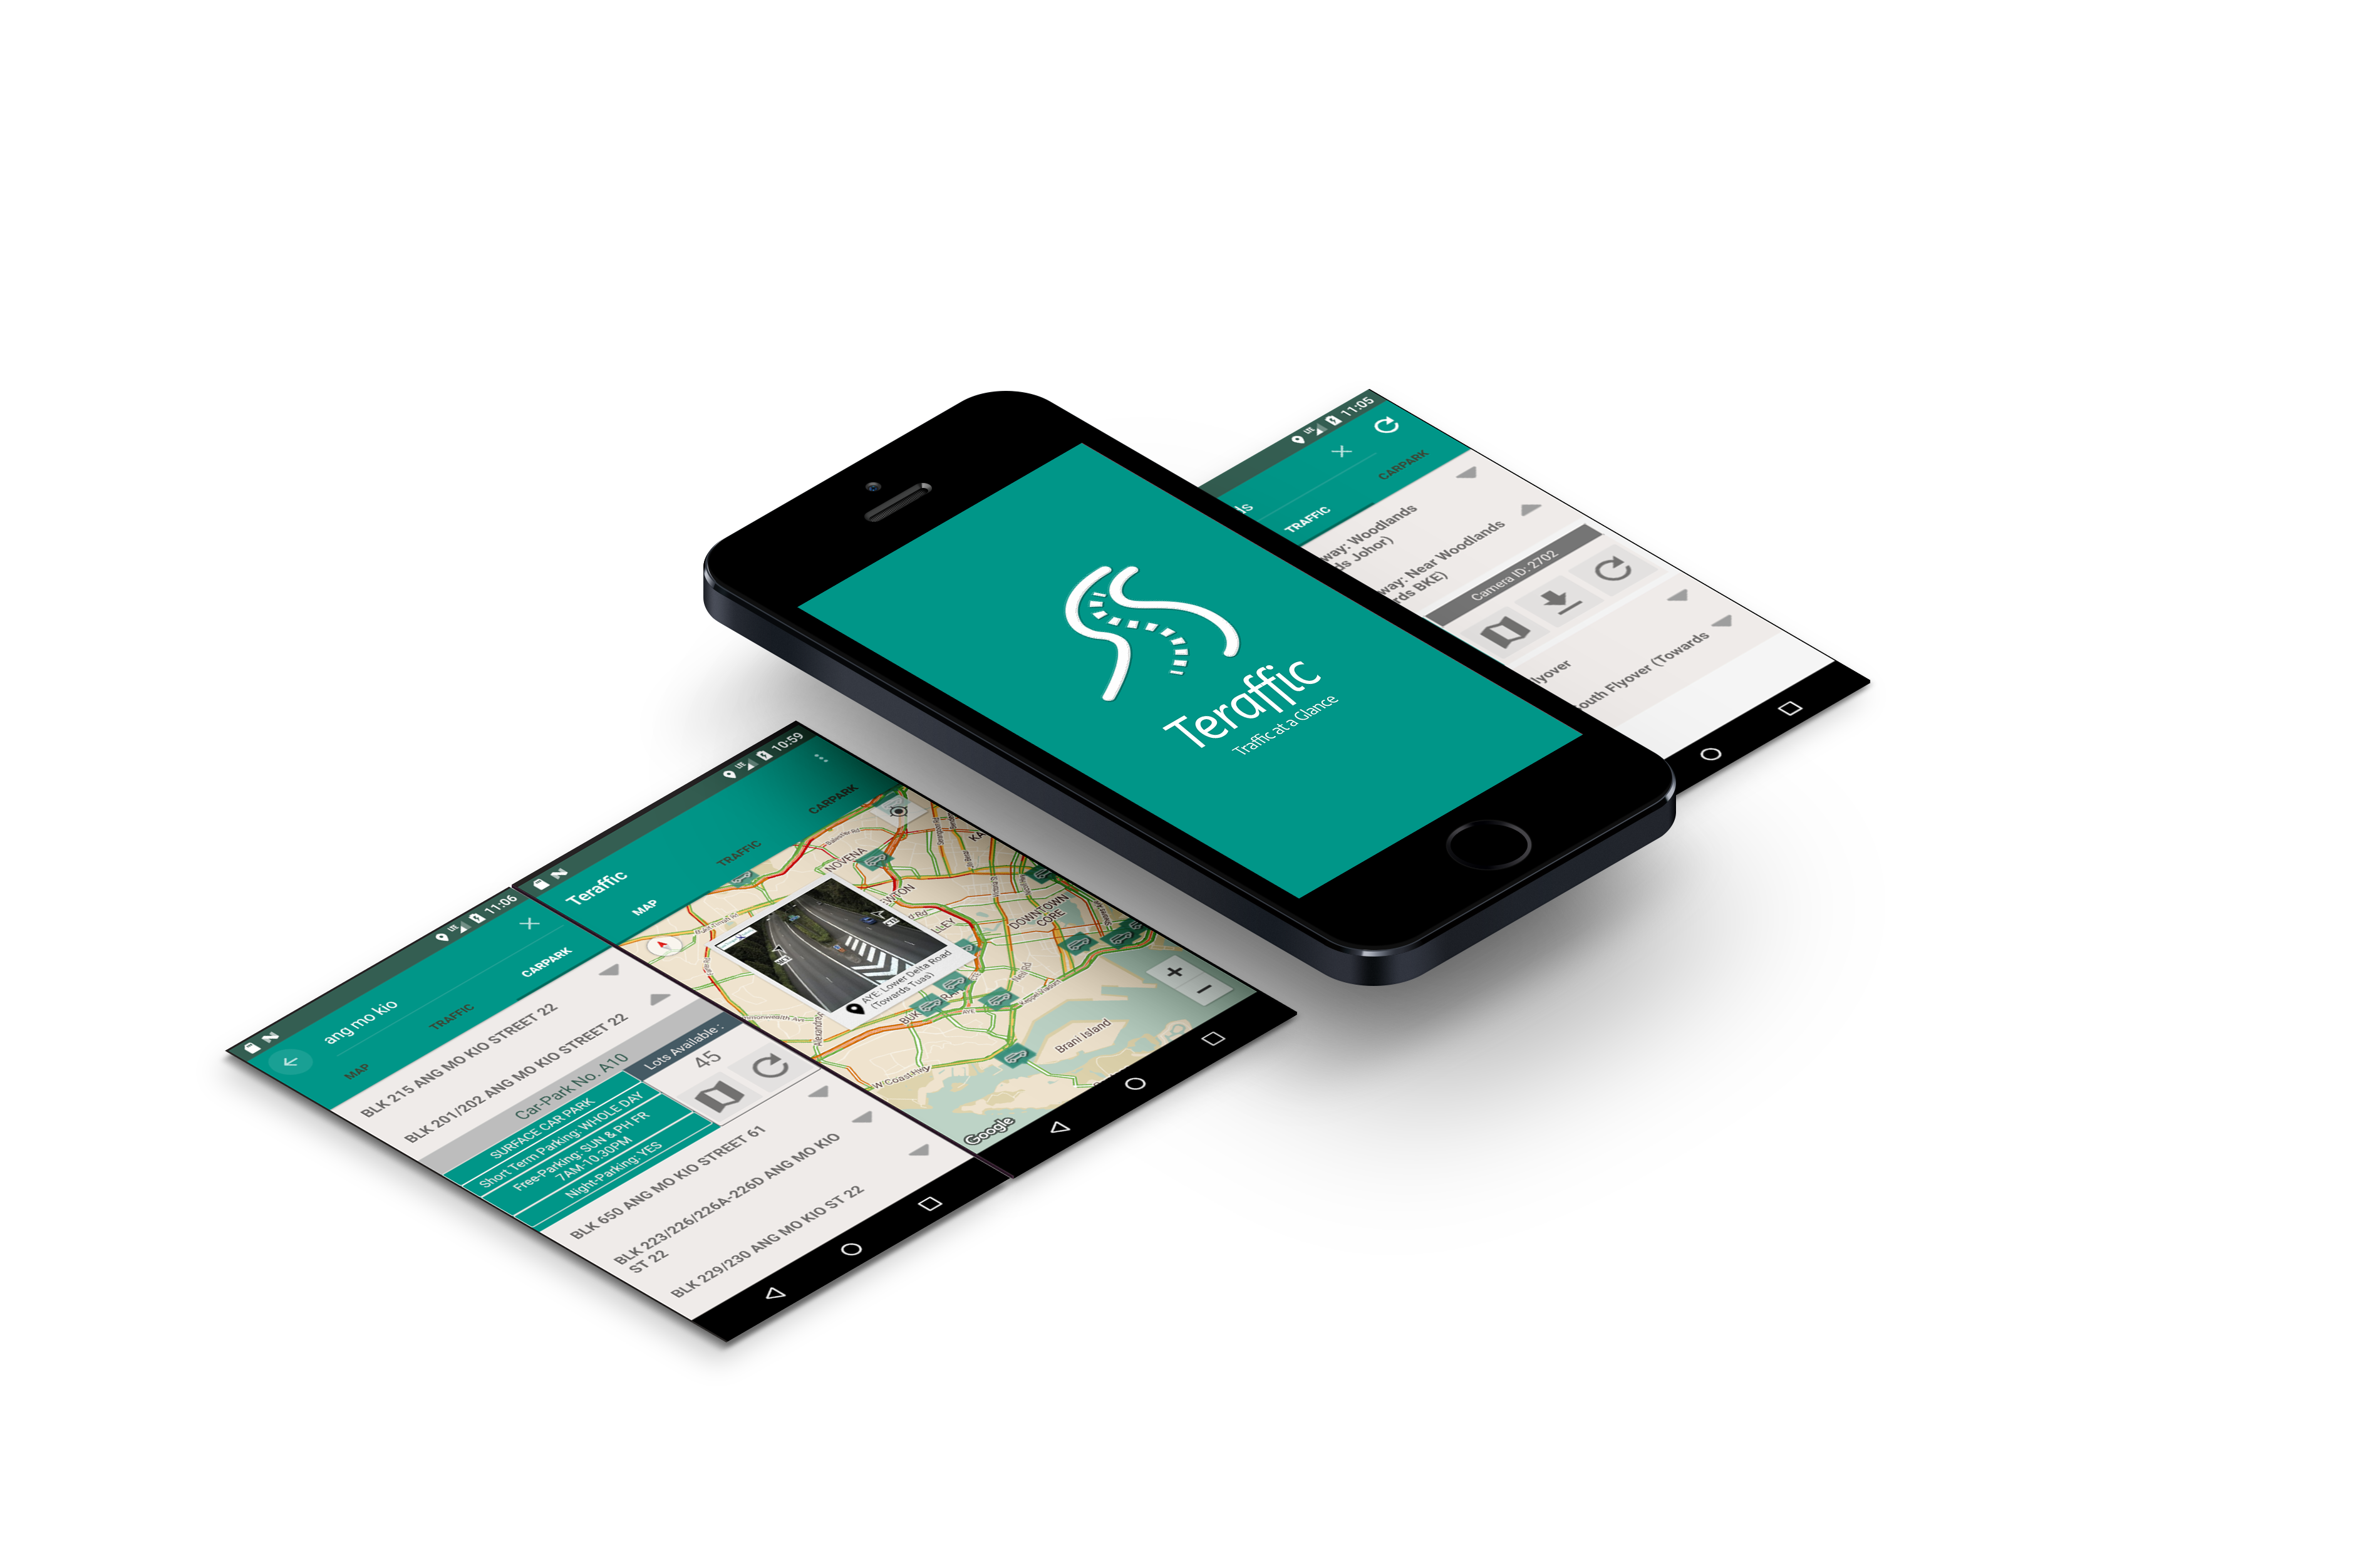 11:06
ang mo kio
MAP
TRAFFIC
CARPARK
BLK 215 ANG MO KIO STREET 22
BLK 201/202 ANG MO KIO STREET 22
Car-Park No. A10
SURFACE CAR PARK
Short Term Parking: WHOLE DAY
Free-Parking: SUN & PH FR
7AM-10.30PM
Night-Parking: YES
Lots Available :
45
BLK 650 ANG MO KIO STREET 61
BLK 223/226/226A-226D ANG MO KIO
ST 22
BLK 229/230 ANG MO KIO ST 22
LTE
10:59
Teraffic
MAP
TRAFFIC
CARPARK
NOVENA
DOWNTOWN
CORE
AYE: Lower Delta Road
(Towards Tuas)
AYE
Brani Island
W Coast Hwy
Google
+
−
Teraffic
Traffic at a Glance
LTE
11:05
ds
TRAFFIC
CARPARK
way: Woodlands
ds Johor)
way: Near Woodlands
rds BKE)
Camera ID: 2702
lyover
outh Flyover (Towards